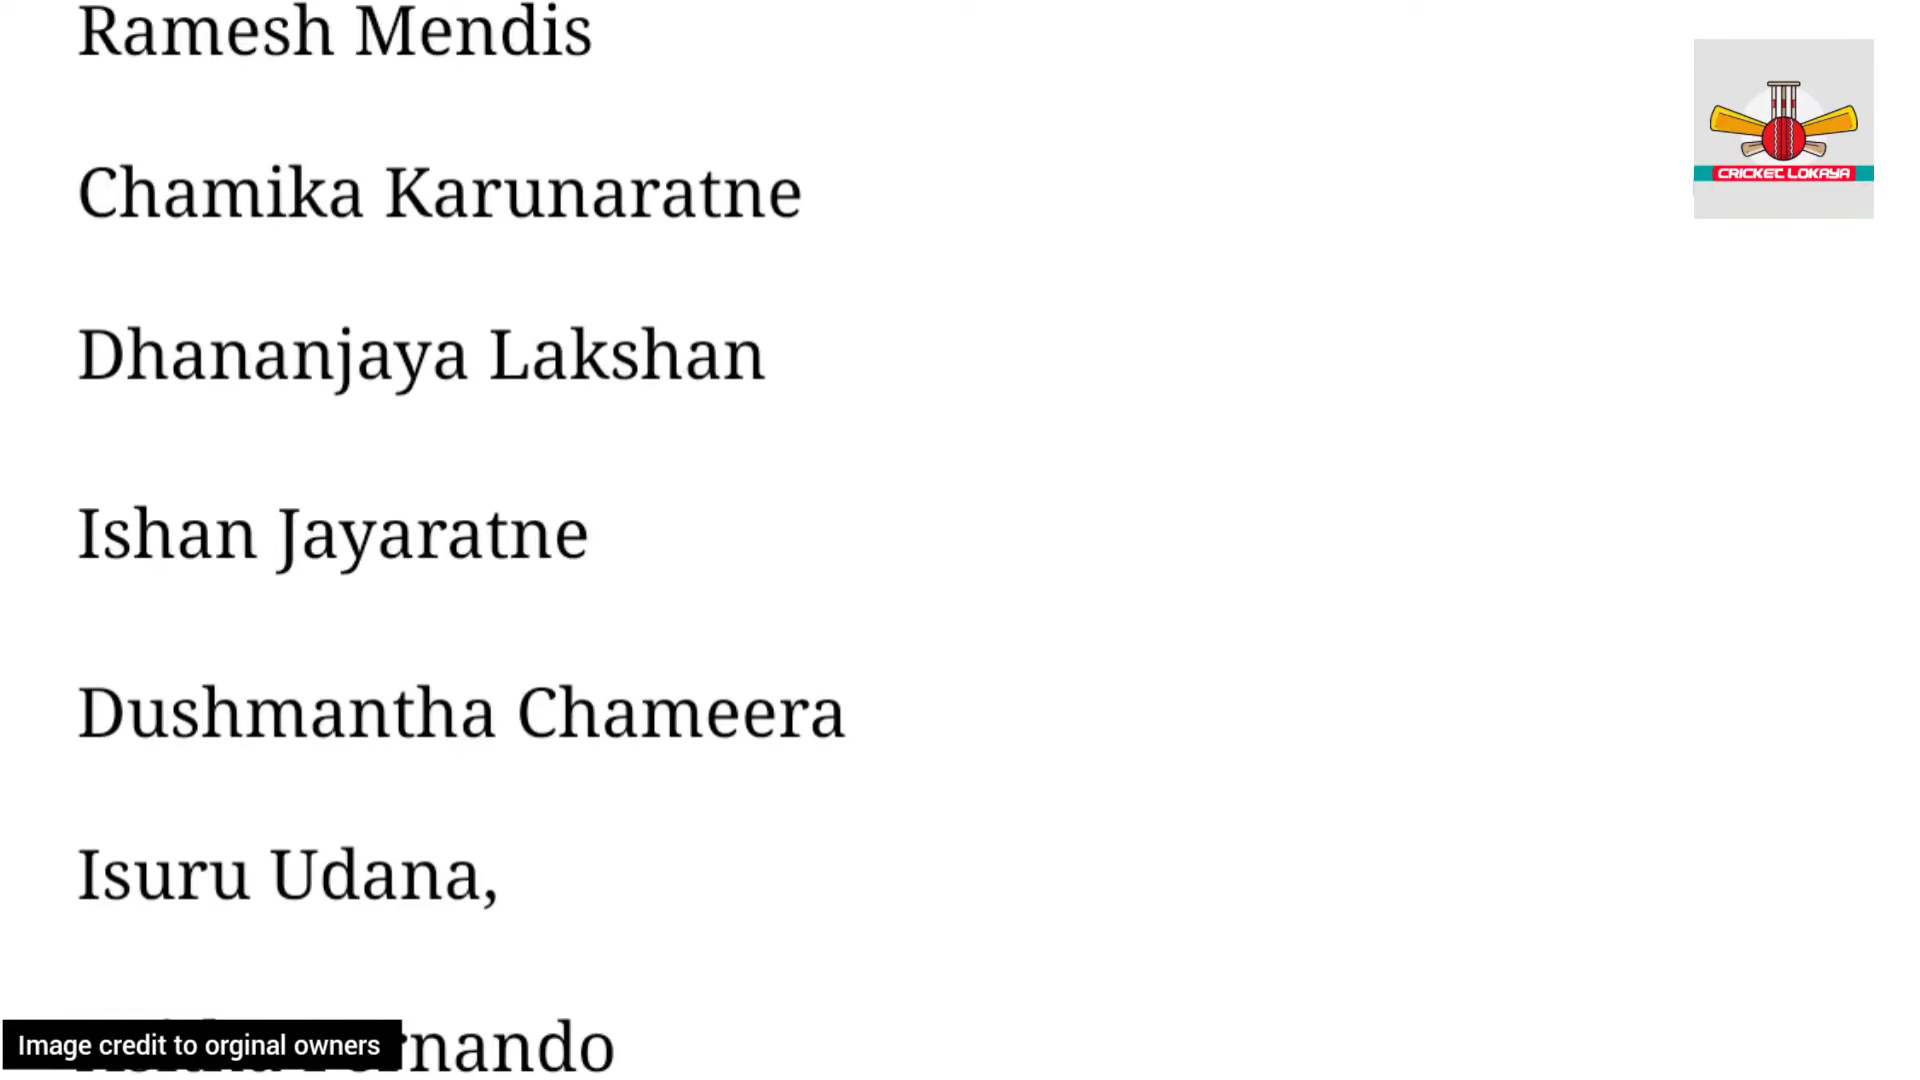 Ramesh Mendis
CRICKET LOKAYA
Chamika Karunaratne
Dhananjaya Lakshan
Ishan Jayaratne
Dushmantha Chameera
Isuru Udana,
Image credit to orginal owners